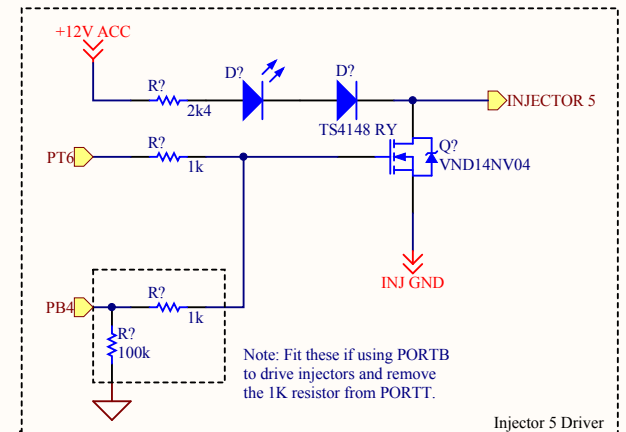 +12V ACC
R?
2k4
D?
D?
TS4148 RY
INJECTOR 5
PT6
R?
1k
Q?
VND14NV04
INJ GND
PB4
R?
1k
R?
100k
Note: Fit these if using PORTB
to drive injectors and remove
the 1K resistor from PORTT.
Injector 5 Driver